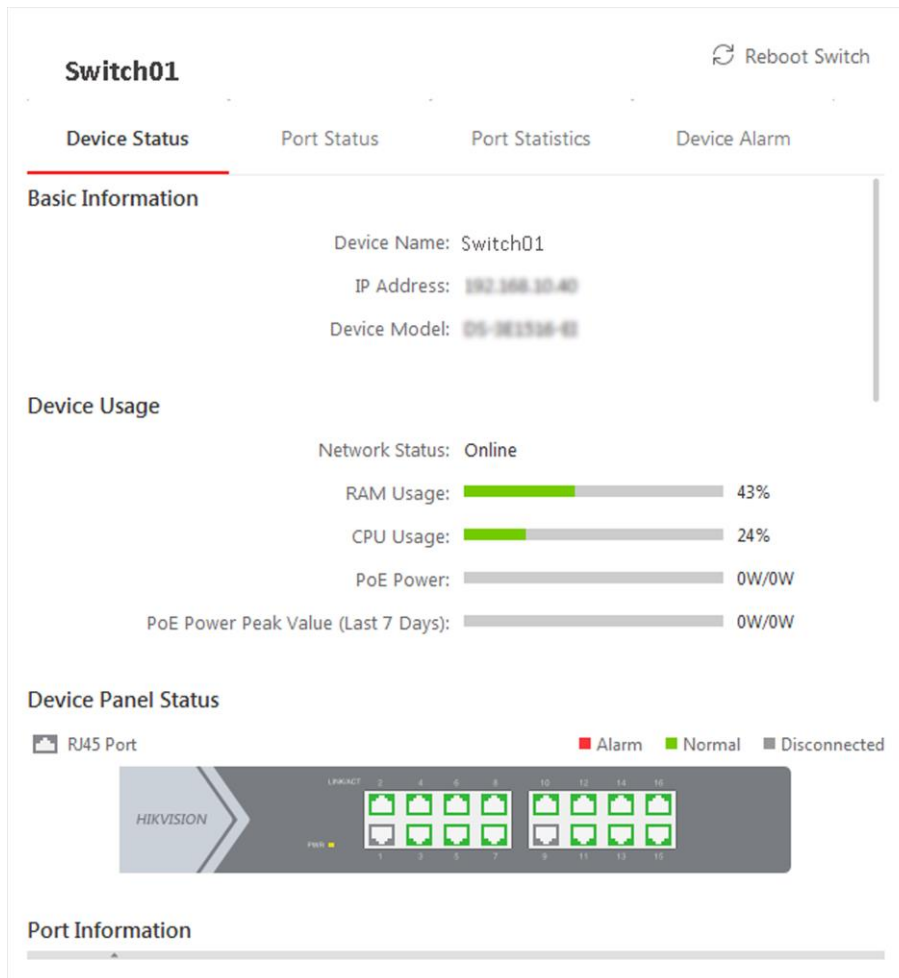 Switch01
Reboot Switch
Device Status Port Status Port Statistics Device Alarm
Basic Information
Device Name: Switch01
IP Address:
Device Model:
Device Usage
Network Status: Online
RAM Usage: 43%
CPU Usage: 24%
PoE Power: 0W/0W
PoE Power Peak Value (Last 7 Days): 0W/0W
Device Panel Status
RJ45 Port Alarm Normal Disconnected
LINK/ACT 2 4 6 8 10 12 14 16
HIKVISION
PWR
1 3 5 7 9 11 13 15
Port Information